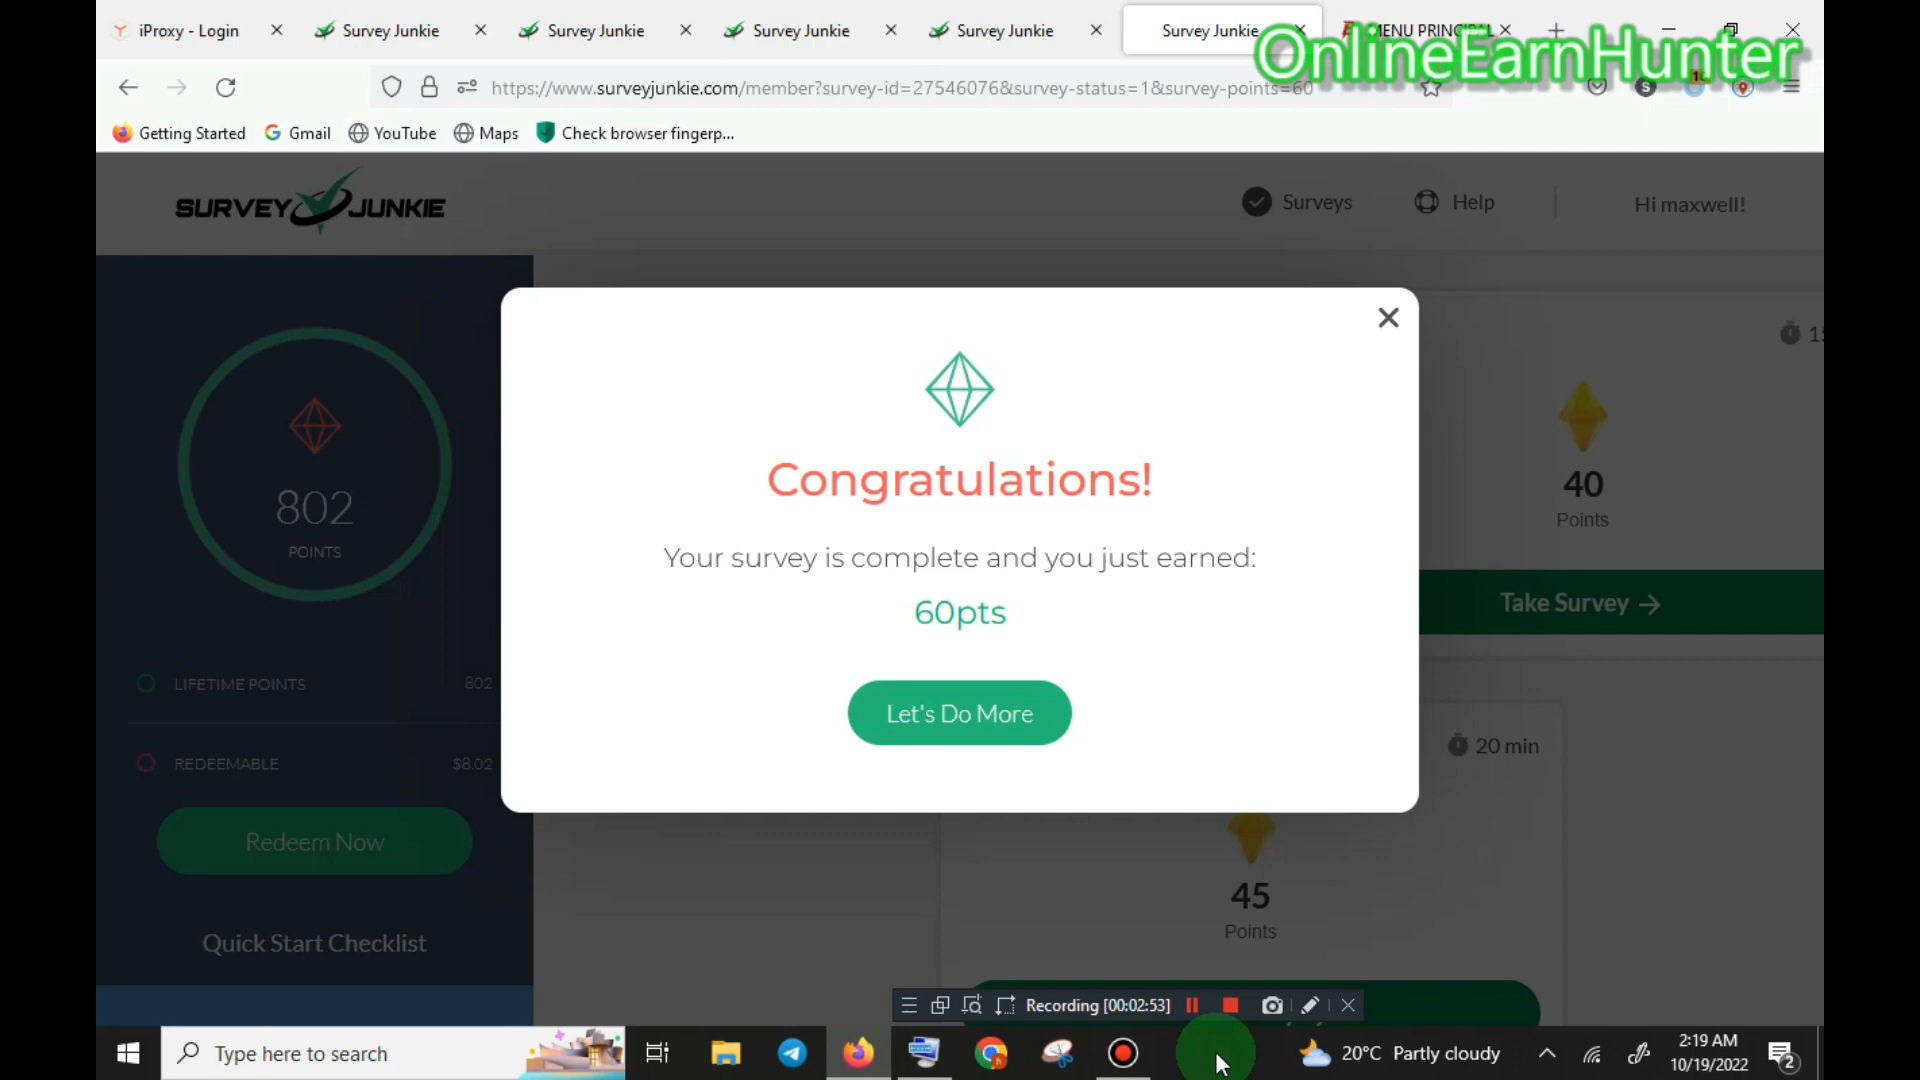 iProxy - Login
Survey Junkie
Survey Junkie
Survey Junkie
Survey Junkie
Survey Junkie
MENU PRINCIPAL
OnlineEarnHunter
https://www.surveyjunkie.com/member?survey-id=27546076&survey-status=1&survey-points=60
Getting Started
Gmail
YouTube
Maps
Check browser fingerp...
SURVEY JUNKIE
Surveys
Help
Hi maxwell!
802
POINTS
LIFETIME POINTS
802
REDEEMABLE
$8.02
Redeem Now
Quick Start Checklist
Congratulations!
Your survey is complete and you just earned:
60pts
Let's Do More
40
Points
Take Survey
20 min
45
Points
Recording [00:02:53]
Type here to search
20°C Partly cloudy
2:19 AM
10/19/2022
2